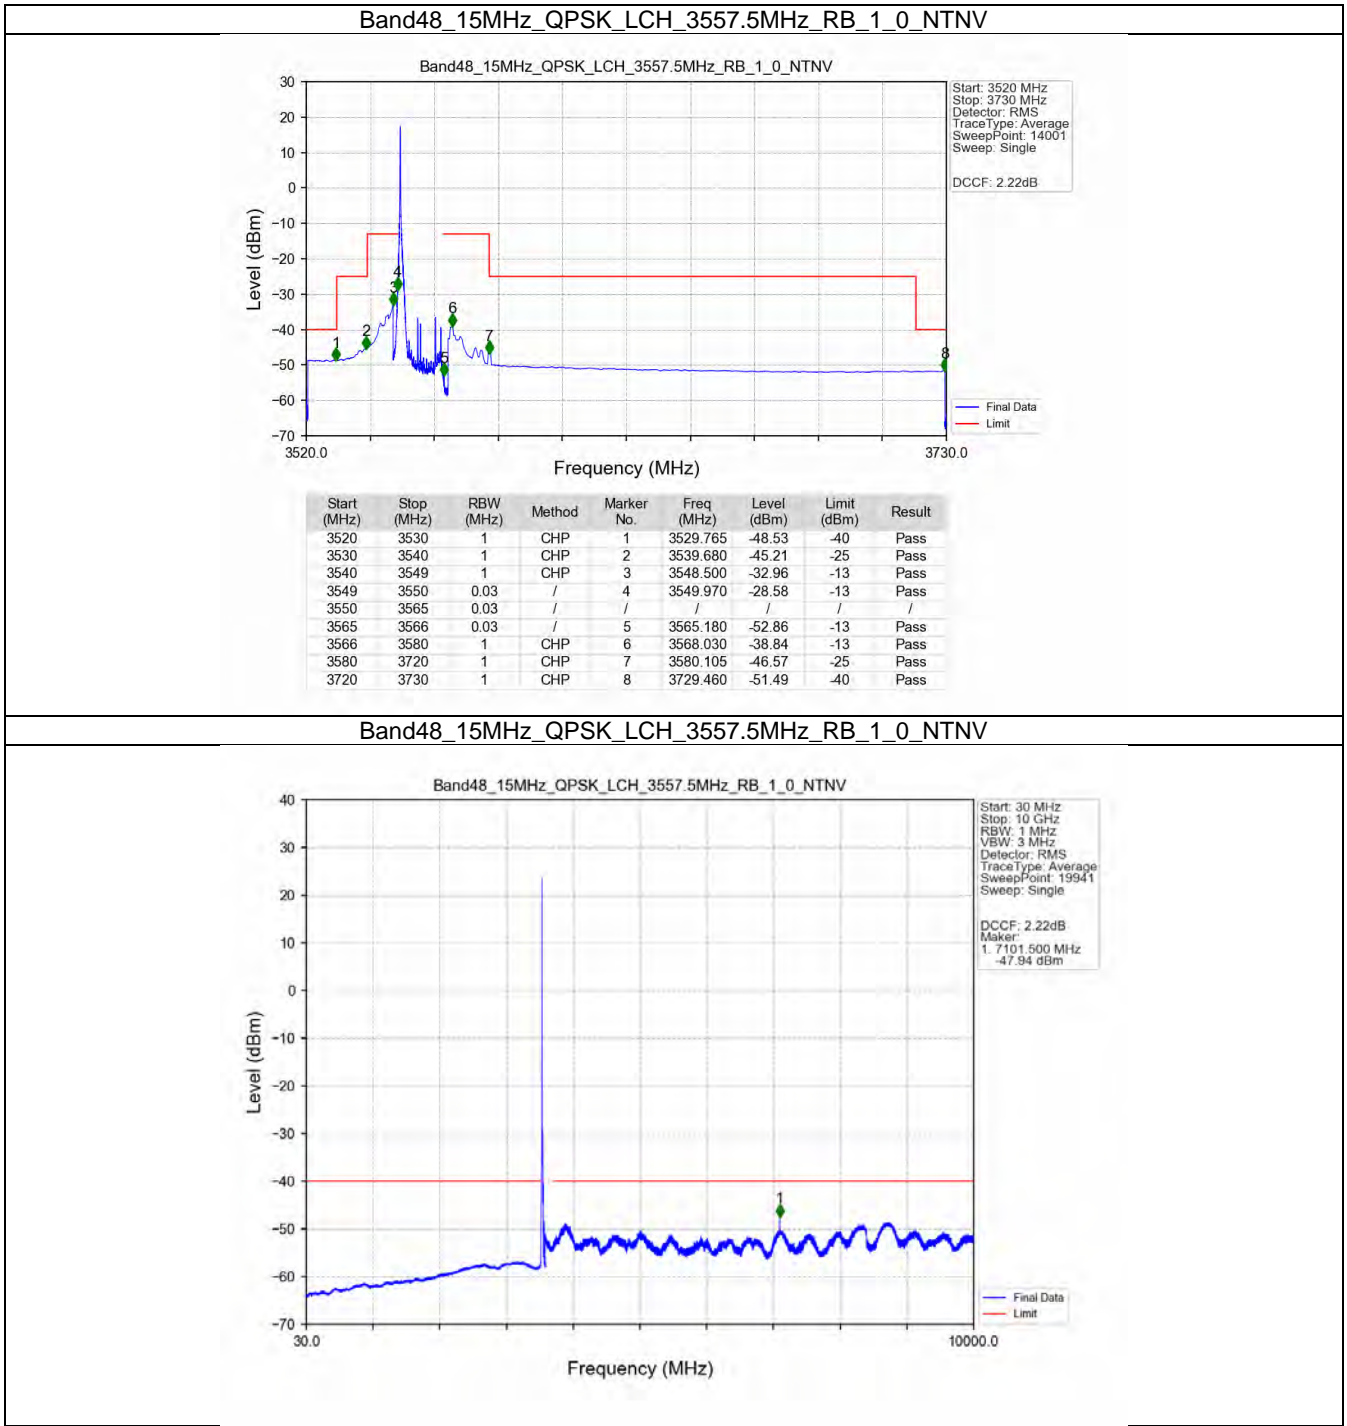 Band48_15MHz_QPSK_LCH_3557.5MHz_RB_1_0_NTNV
Band48_15MHz_QPSK_LCH_3557.5MHz_RB_1_0_NTNV
Level (dBm)
30
20
10
0
−10
−20
−30
−40
−50
−60
−70
1
2
3
4
5
6
7
8
3520.0
3730.0
Frequency (MHz)
Start: 3520 MHz
Stop: 3730 MHz
Detector: RMS
TraceType: Average
SweepPoint: 14001
Sweep: Single
DCCF: 2.22dB
Final Data
Limit
Start (MHz) Stop (MHz) RBW (MHz) Method Marker No. Freq (MHz) Level (dBm) Limit (dBm) Result
3520 3530 1 CHP 1 3529.765 -48.53 -40 Pass
3530 3540 1 CHP 2 3539.680 -45.21 -25 Pass
3540 3549 1 CHP 3 3548.500 -32.96 -13 Pass
3549 3550 0.03 / 4 3549.970 -28.58 -13 Pass
3550 3565 0.03 / / / / / /
3565 3566 0.03 / 5 3565.180 -52.86 -13 Pass
3566 3580 1 CHP 6 3568.030 -38.84 -13 Pass
3580 3720 1 CHP 7 3580.105 -46.57 -25 Pass
3720 3730 1 CHP 8 3729.460 -51.49 -40 Pass
Band48_15MHz_QPSK_LCH_3557.5MHz_RB_1_0_NTNV
Band48_15MHz_QPSK_LCH_3557.5MHz_RB_1_0_NTNV
Level (dBm)
40
30
20
10
0
−10
−20
−30
−40
−50
−60
−70
1
30.0
10000.0
Frequency (MHz)
Start: 30 MHz
Stop: 10 GHz
RBW: 1 MHz
VBW: 3 MHz
Detector: RMS
TraceType: Average
SweepPoint: 19941
Sweep: Single
DCCF: 2.22dB
Maker:
1. 7101.500 MHz
-47.94 dBm
Final Data
Limit